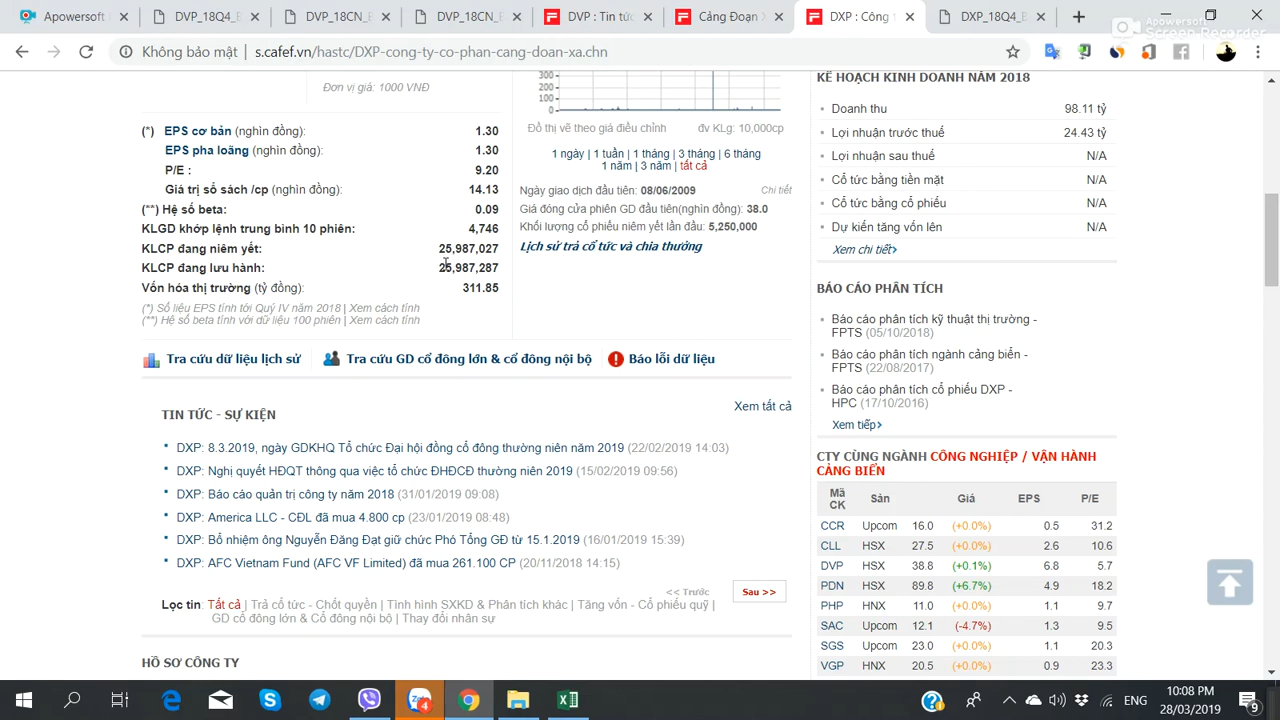 Apowersoft
DVP_18Q4_
DVP_18CN_
DVP_18CN_
DVP : Tin tức
Cảng Đoạn
DXP : Công
DVP_18Q4_
Apowersoft
Screen Recorder
Không bảo mật | s.cafef.vn/hastc/DXP-cong-ty-co-phan-cang-doan-xa.chn
Đơn vị giá: 1000 VNĐ
(*) EPS cơ bản (nghìn đồng): 1.30
EPS pha loãng (nghìn đồng): 1.30
P/E : 9.20
Giá trị sổ sách /cp (nghìn đồng): 14.13
(**) Hệ số beta: 0.09
KLGD khớp lệnh trung bình 10 phiên: 4,746
KLCP đang niêm yết: 25,987,027
KLCP đang lưu hành: 25,987,287
Vốn hóa thị trường (tỷ đồng): 311.85
(*) Số liệu EPS tính tới Quý IV năm 2018 | Xem cách tính
(**) Hệ số beta tính với dữ liệu 100 phiên | Xem cách tính
300
200
100
0
Đồ thị vẽ theo giá điều chỉnh đv KLg: 10,000cp
1 ngày | 1 tuần | 1 tháng | 3 tháng | 6 tháng
1 năm | 3 năm | tất cả
Ngày giao dịch đầu tiên: 08/06/2009 Chi tiết
Giá đóng cửa phiên GD đầu tiên(nghìn đồng): 38.0
Khối lượng cổ phiếu niêm yết lần đầu: 5,250,000
Lịch sử trả cổ tức và chia thưởng
Tra cứu dữ liệu lịch sử Tra cứu GD cổ đông lớn & cổ đông nội bộ Báo lỗi dữ liệu
TIN TỨC - SỰ KIỆN Xem tất cả
DXP: 8.3.2019, ngày GDKHQ Tổ chức Đại hội đồng cổ đông thường niên năm 2019 (22/02/2019 14:03)
DXP: Nghị quyết HĐQT thông qua việc tổ chức ĐHĐCĐ thường niên 2019 (15/02/2019 09:56)
DXP: Báo cáo quản trị công ty năm 2018 (31/01/2019 09:08)
DXP: America LLC - CĐL đã mua 4.800 cp (23/01/2019 08:48)
DXP: Bổ nhiệm ông Nguyễn Đăng Đạt giữ chức Phó Tổng GĐ từ 15.1.2019 (16/01/2019 15:39)
DXP: AFC Vietnam Fund (AFC VF Limited) đã mua 261.100 CP (20/11/2018 14:15)
<< Trước Sau >>
Lọc tin: Tất cả | Trả cổ tức - Chốt quyền | Tình hình SXKD & Phân tích khác | Tăng vốn - Cổ phiếu quỹ |
GD cổ đông lớn & Cổ đông nội bộ | Thay đổi nhân sự
HỒ SƠ CÔNG TY
KẾ HOẠCH KINH DOANH NĂM 2018
Doanh thu 98.11 tỷ
Lợi nhuận trước thuế 24.43 tỷ
Lợi nhuận sau thuế N/A
Cổ tức bằng tiền mặt N/A
Cổ tức bằng cổ phiếu N/A
Dự kiến tăng vốn lên N/A
Xem chi tiết
BÁO CÁO PHÂN TÍCH
Báo cáo phân tích kỹ thuật thị trường -
FPTS (05/10/2018)
Báo cáo phân tích ngành cảng biển -
FPTS (22/08/2017)
Báo cáo phân tích cổ phiếu DXP -
HPC (17/10/2016)
Xem tiếp
CTY CÙNG NGÀNH CÔNG NGHIỆP / VẬN HÀNH
CẢNG BIỂN
Mã CK Sàn Giá EPS P/E
CCR Upcom 16.0 (+0.0%) 0.5 31.2
CLL HSX 27.5 (+0.0%) 2.6 10.6
DVP HSX 38.8 (+0.1%) 6.8 5.7
PDN HSX 89.8 (+6.7%) 4.9 18.2
PHP HNX 11.0 (+0.0%) 1.1 9.7
SAC Upcom 12.1 (-4.7%) 1.3 9.5
SGS Upcom 23.0 (+0.0%) 1.1 20.3
VGP HNX 20.5 (+0.0%) 0.9 23.3
4
ENG
10:08 PM
28/03/2019
9